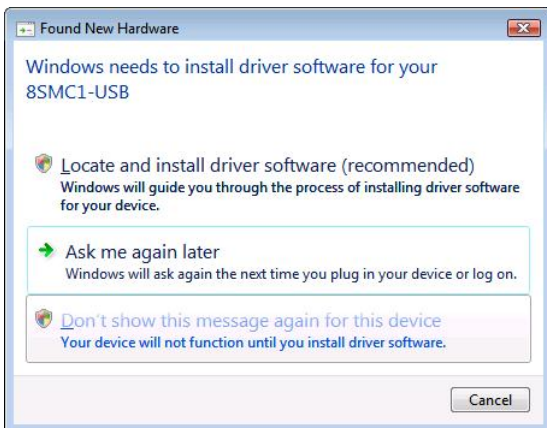 Found New Hardware
Windows needs to install driver software for your
8SMC1-USB
Locate and install driver software (recommended)
Windows will guide you through the process of installing driver software
for your device.
Ask me again later
Windows will ask again the next time you plug in your device or log on.
Don't show this message again for this device
Your device will not function until you install driver software.
Cancel